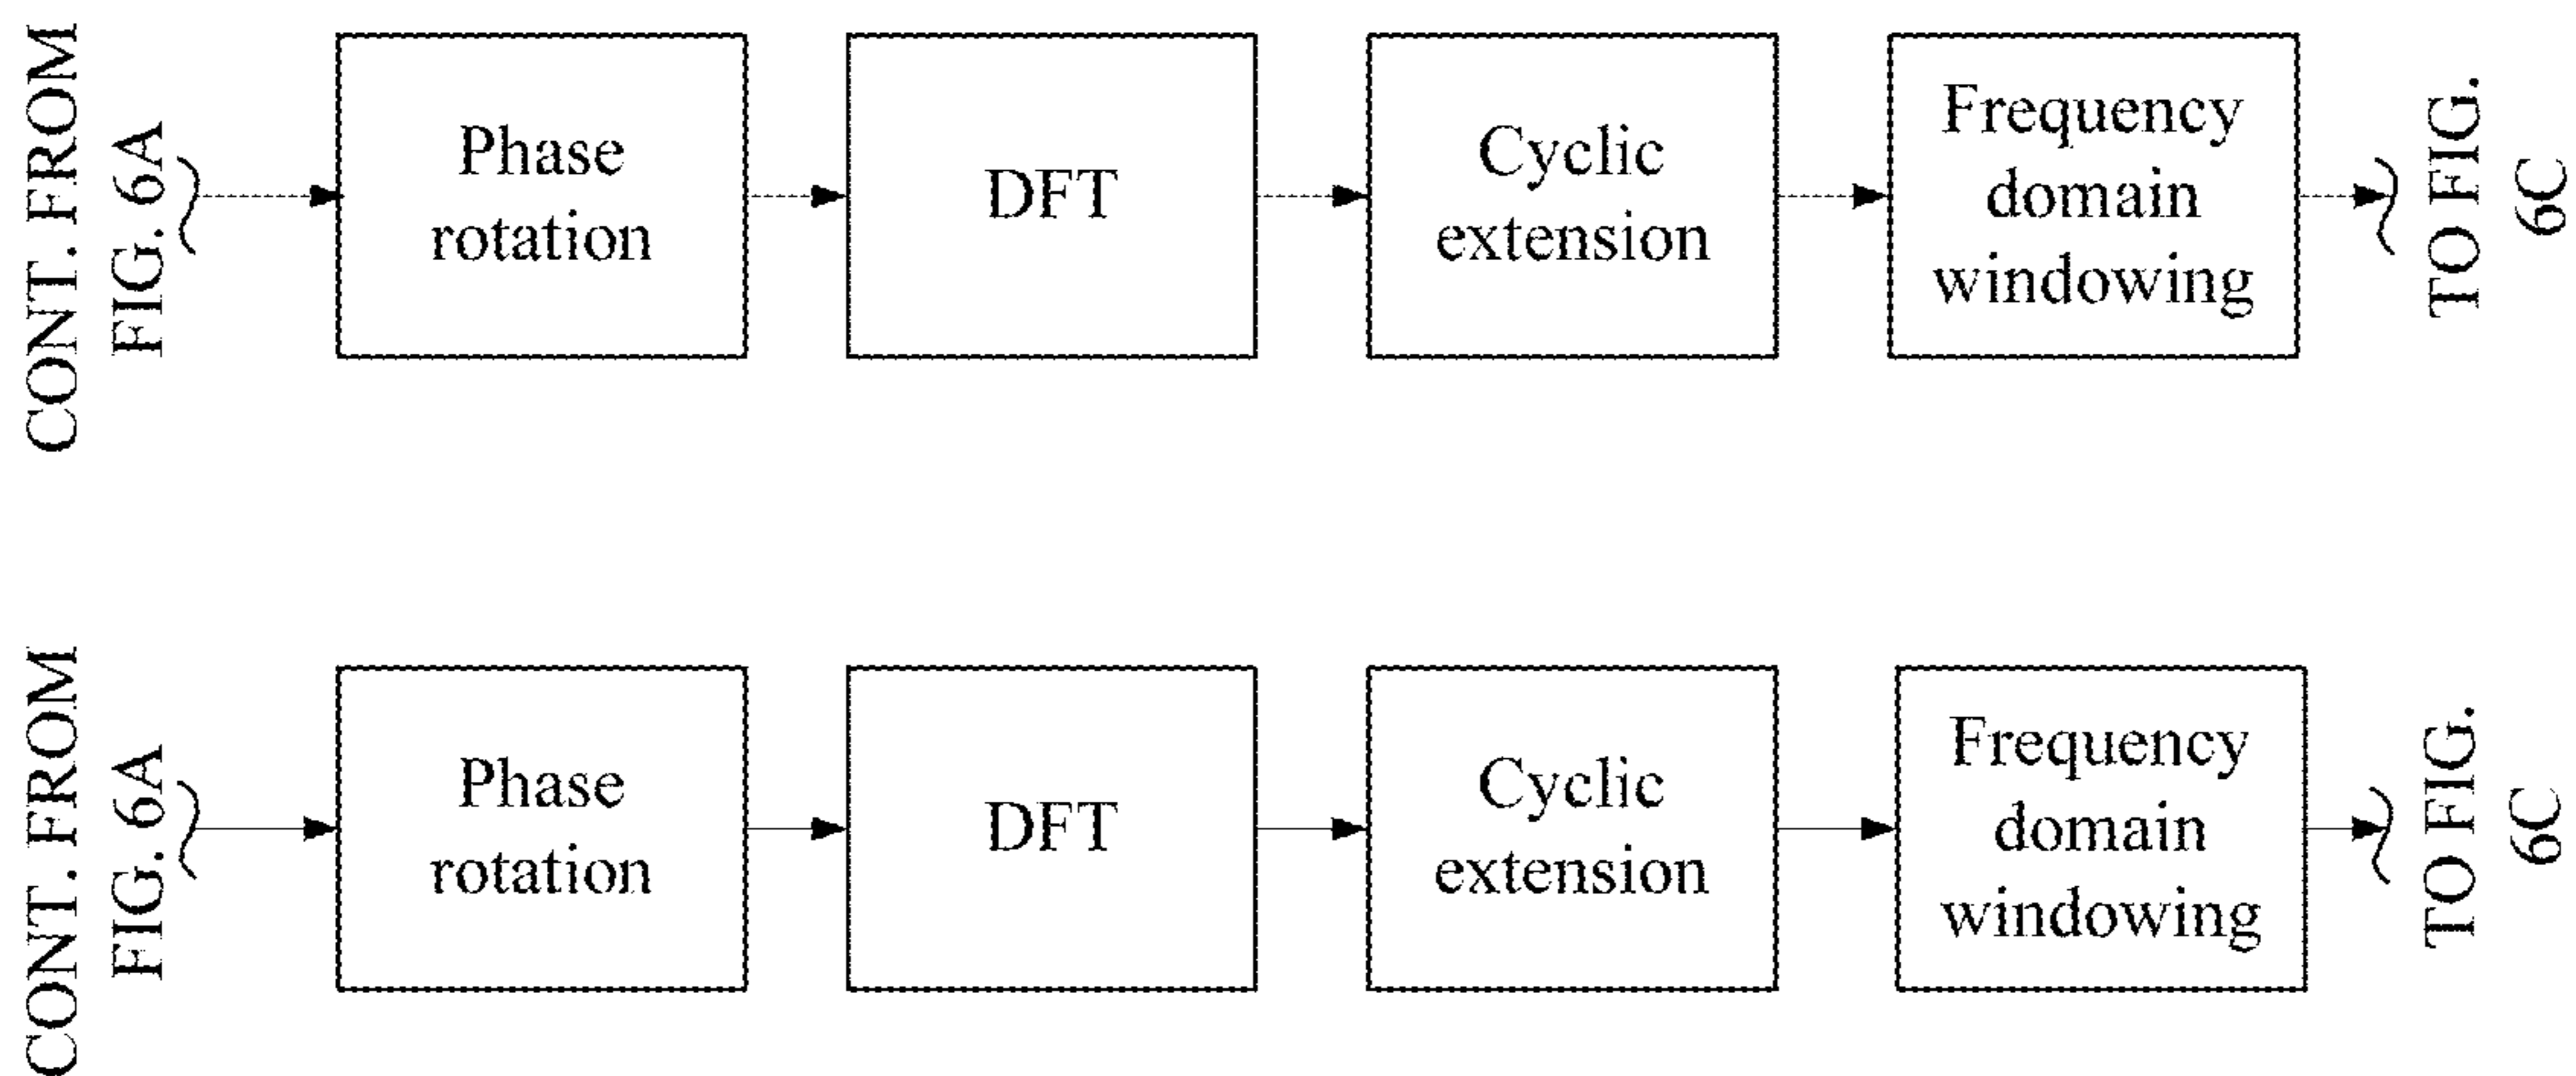 CONT. FROM
FIG. 6A
Phase
rotation
DFT
Cyclic
extension
Frequency
domain
windowing
TO FIG.
6C
CONT. FROM
FIG. 6A
Phase
rotation
DFT
Cyclic
extension
Frequency
domain
windowing
TO FIG.
6C